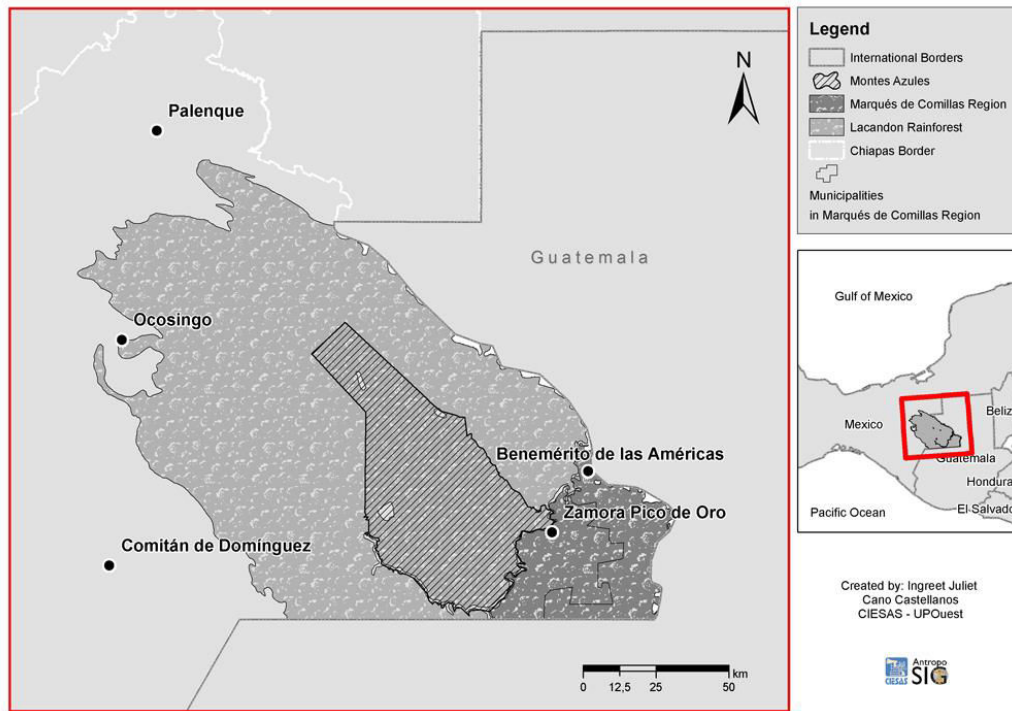 Palenque
N
Guatemala
Ocosingo
Benemérito de las Américas
Zamora Pico de Oro
Comitán de Domínguez
km
0 12,5 25 50
Legend
International Borders
Montes Azules
Marqués de Comillas Region
Lacandon Rainforest
Chiapas Border
Municipalities
in Marqués de Comillas Region
Gulf of Mexico
Mexico
Beliz
Guatemala
Hondura
El Salvado
Pacific Ocean
Created by: Ingreet Juliet
Cano Castellanos
CIESAS - UPOuest
CIESAS
Antropo
SIG